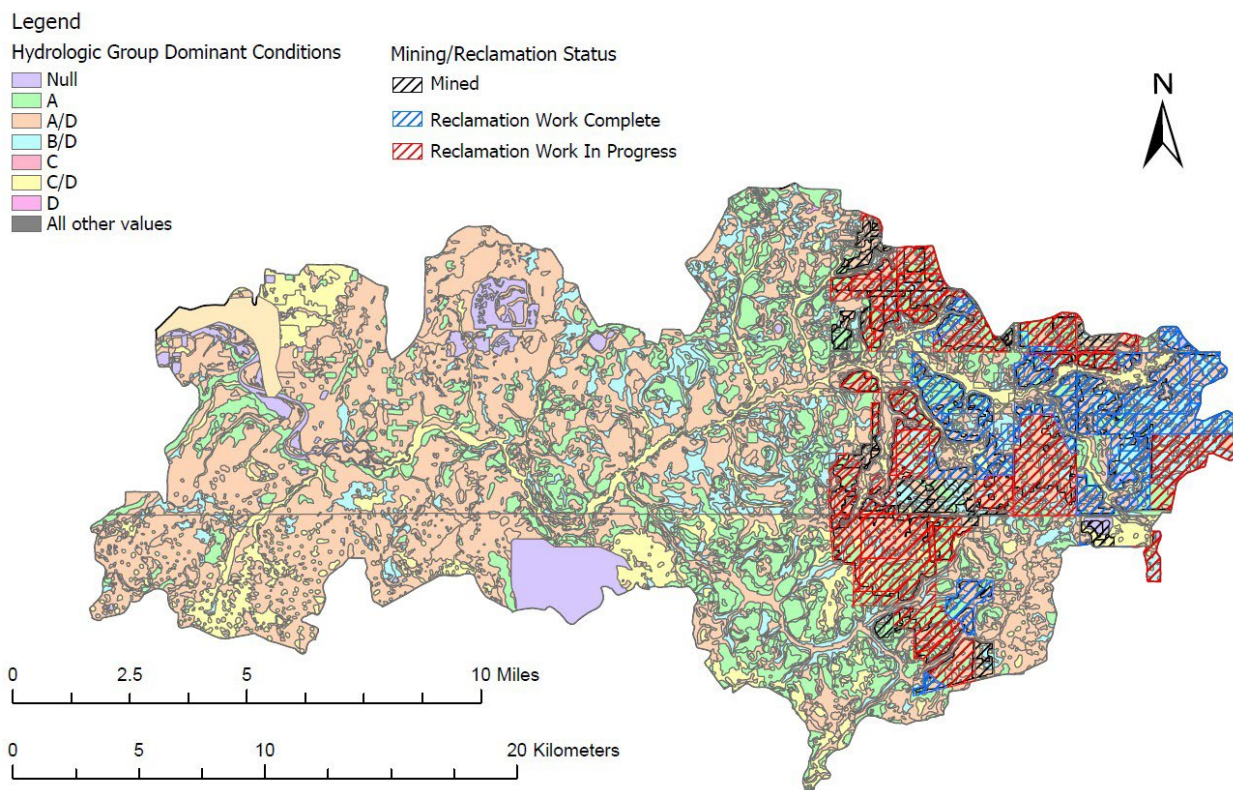 Legend
Hydrologic Group Dominant Conditions
Null
A
A/D
B/D
C
C/D
D
All other values
Mining/Reclamation Status
Mined
Reclamation Work Complete
Reclamation Work In Progress
N
0 2.5 5 10 Miles
0 5 10 20 Kilometers